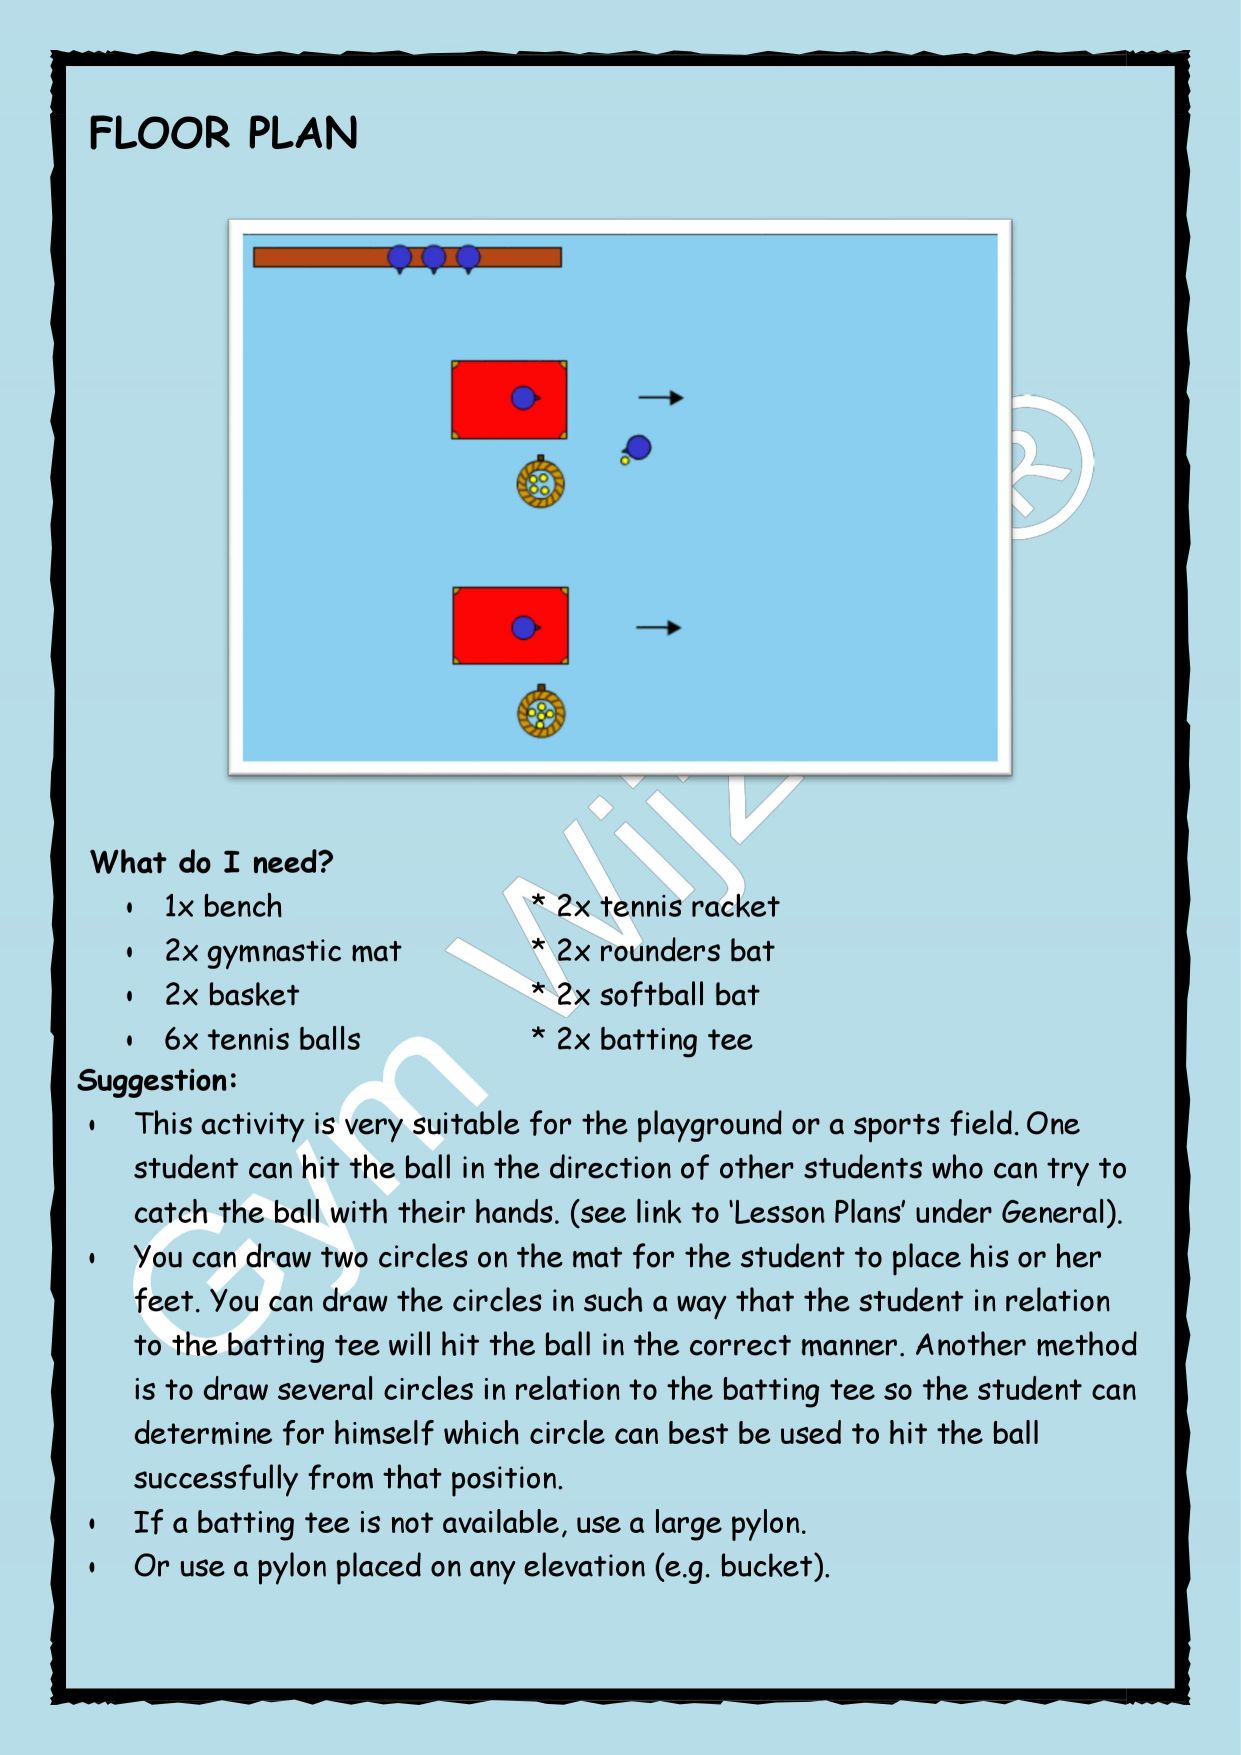 FLOOR PLAN
®
Gym Wijz
What do I need?
• 1x bench * 2x tennis racket
• 2x gymnastic mat * 2x rounders bat
• 2x basket * 2x softball bat
• 6x tennis balls * 2x batting tee
Suggestion:
• This activity is very suitable for the playground or a sports field. One
student can hit the ball in the direction of other students who can try to
catch the ball with their hands. (see link to ‘Lesson Plans’ under General).
• You can draw two circles on the mat for the student to place his or her
feet. You can draw the circles in such a way that the student in relation
to the batting tee will hit the ball in the correct manner. Another method
is to draw several circles in relation to the batting tee so the student can
determine for himself which circle can best be used to hit the ball
successfully from that position.
• If a batting tee is not available, use a large pylon.
• Or use a pylon placed on any elevation (e.g. bucket).